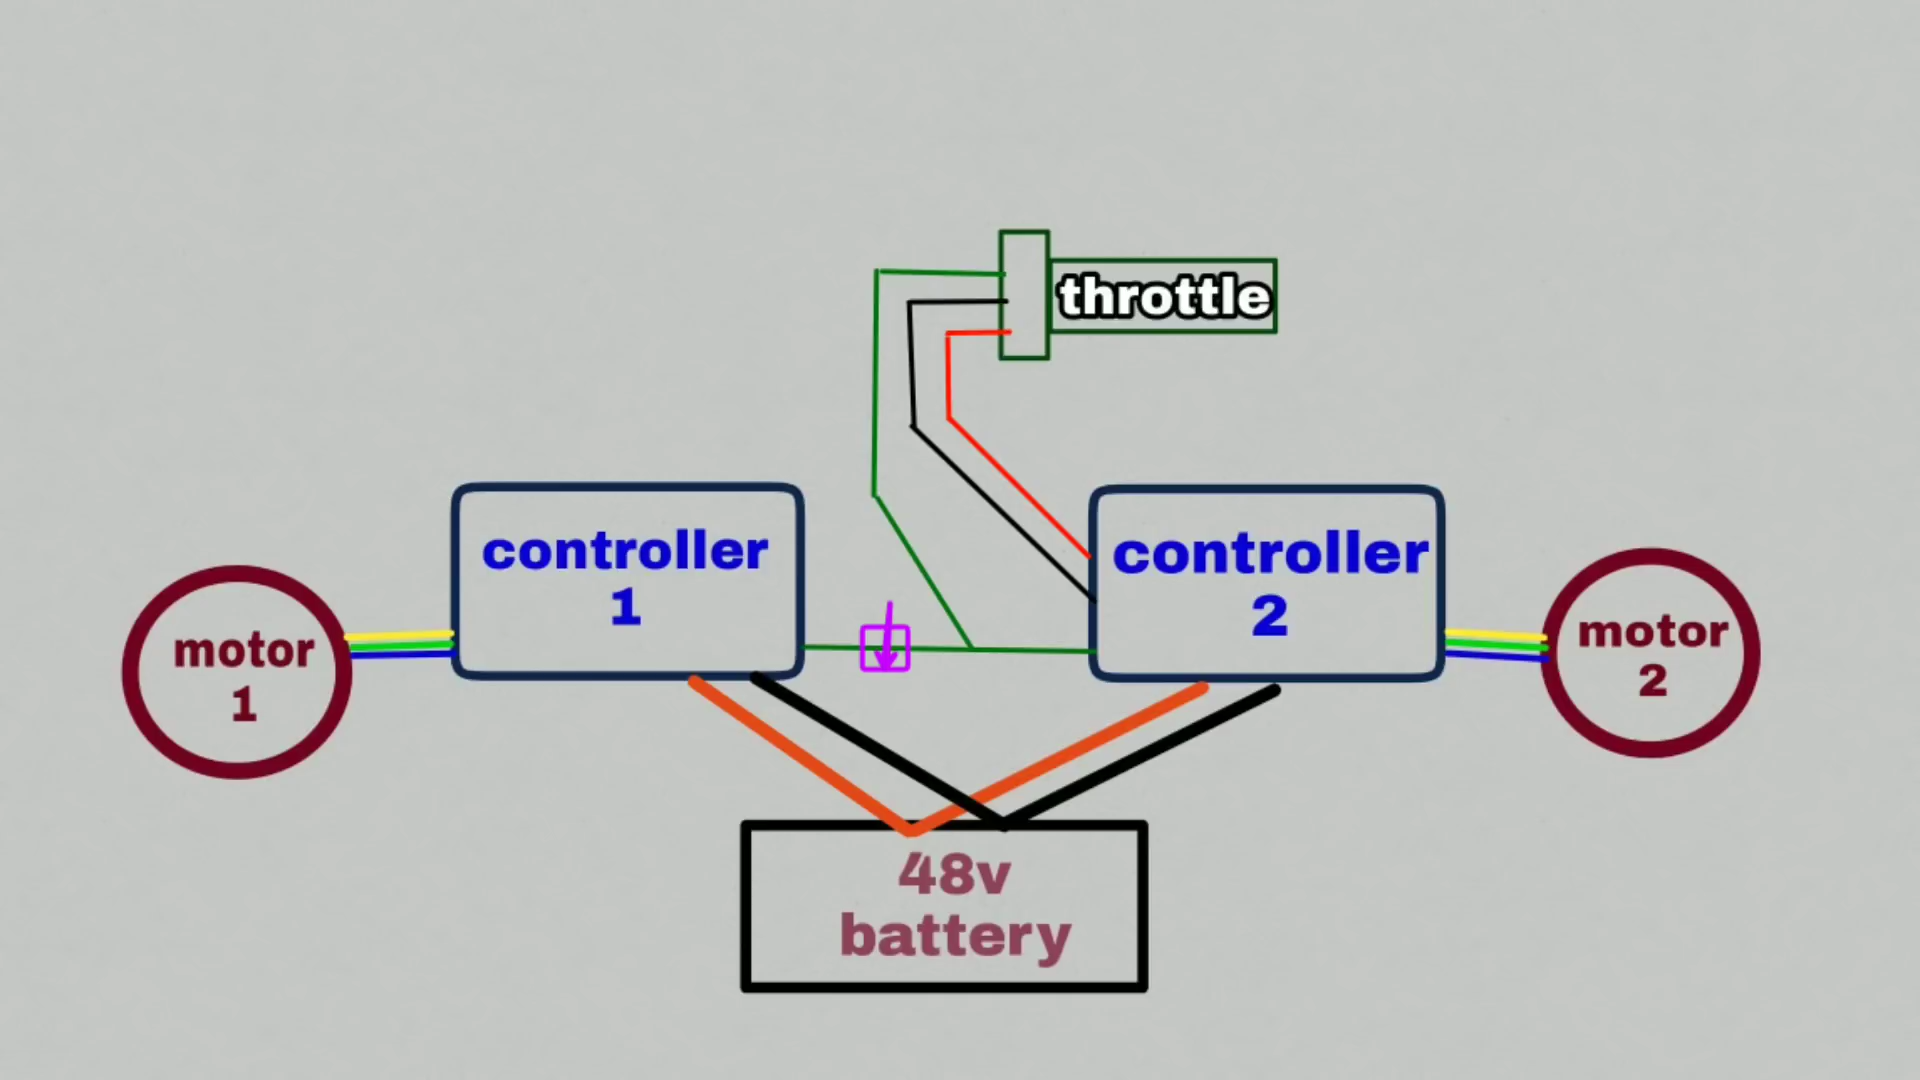 throttle
controller
1
controller
2
motor
1
motor
2
48v
battery